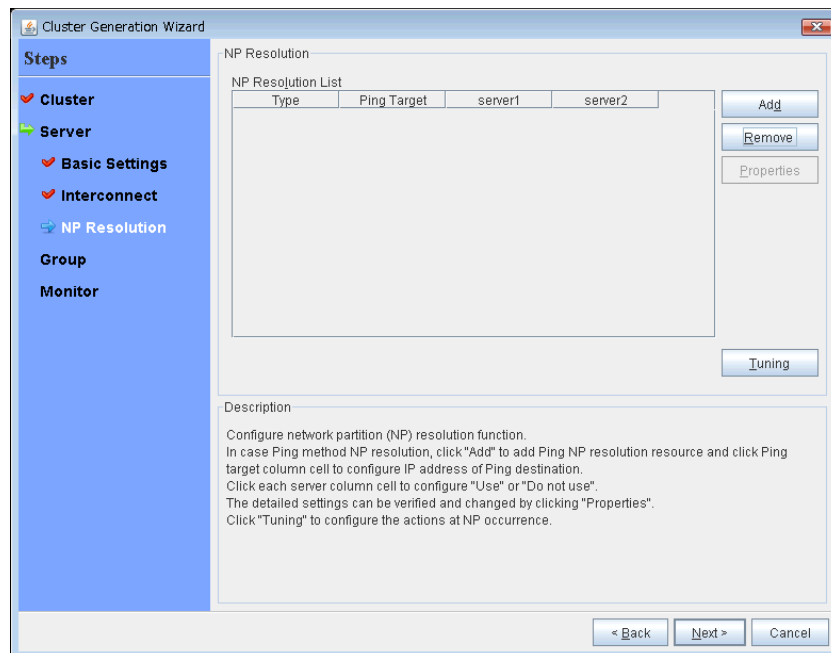 Cluster Generation Wizard
Steps
Cluster
Server
Basic Settings
Interconnect
NP Resolution
Group
Monitor
NP Resolution
NP Resolution List
Type Ping Target server1 server2
Add
Remove
Properties
Tuning
Description
Configure network partition (NP) resolution function.
In case Ping method NP resolution, click "Add" to add Ping NP resolution resource and click Ping
target column cell to configure IP address of Ping destination.
Click each server column cell to configure "Use" or "Do not use".
The detailed settings can be verified and changed by clicking "Properties".
Click "Tuning" to configure the actions at NP occurrence.
< Back Next > Cancel